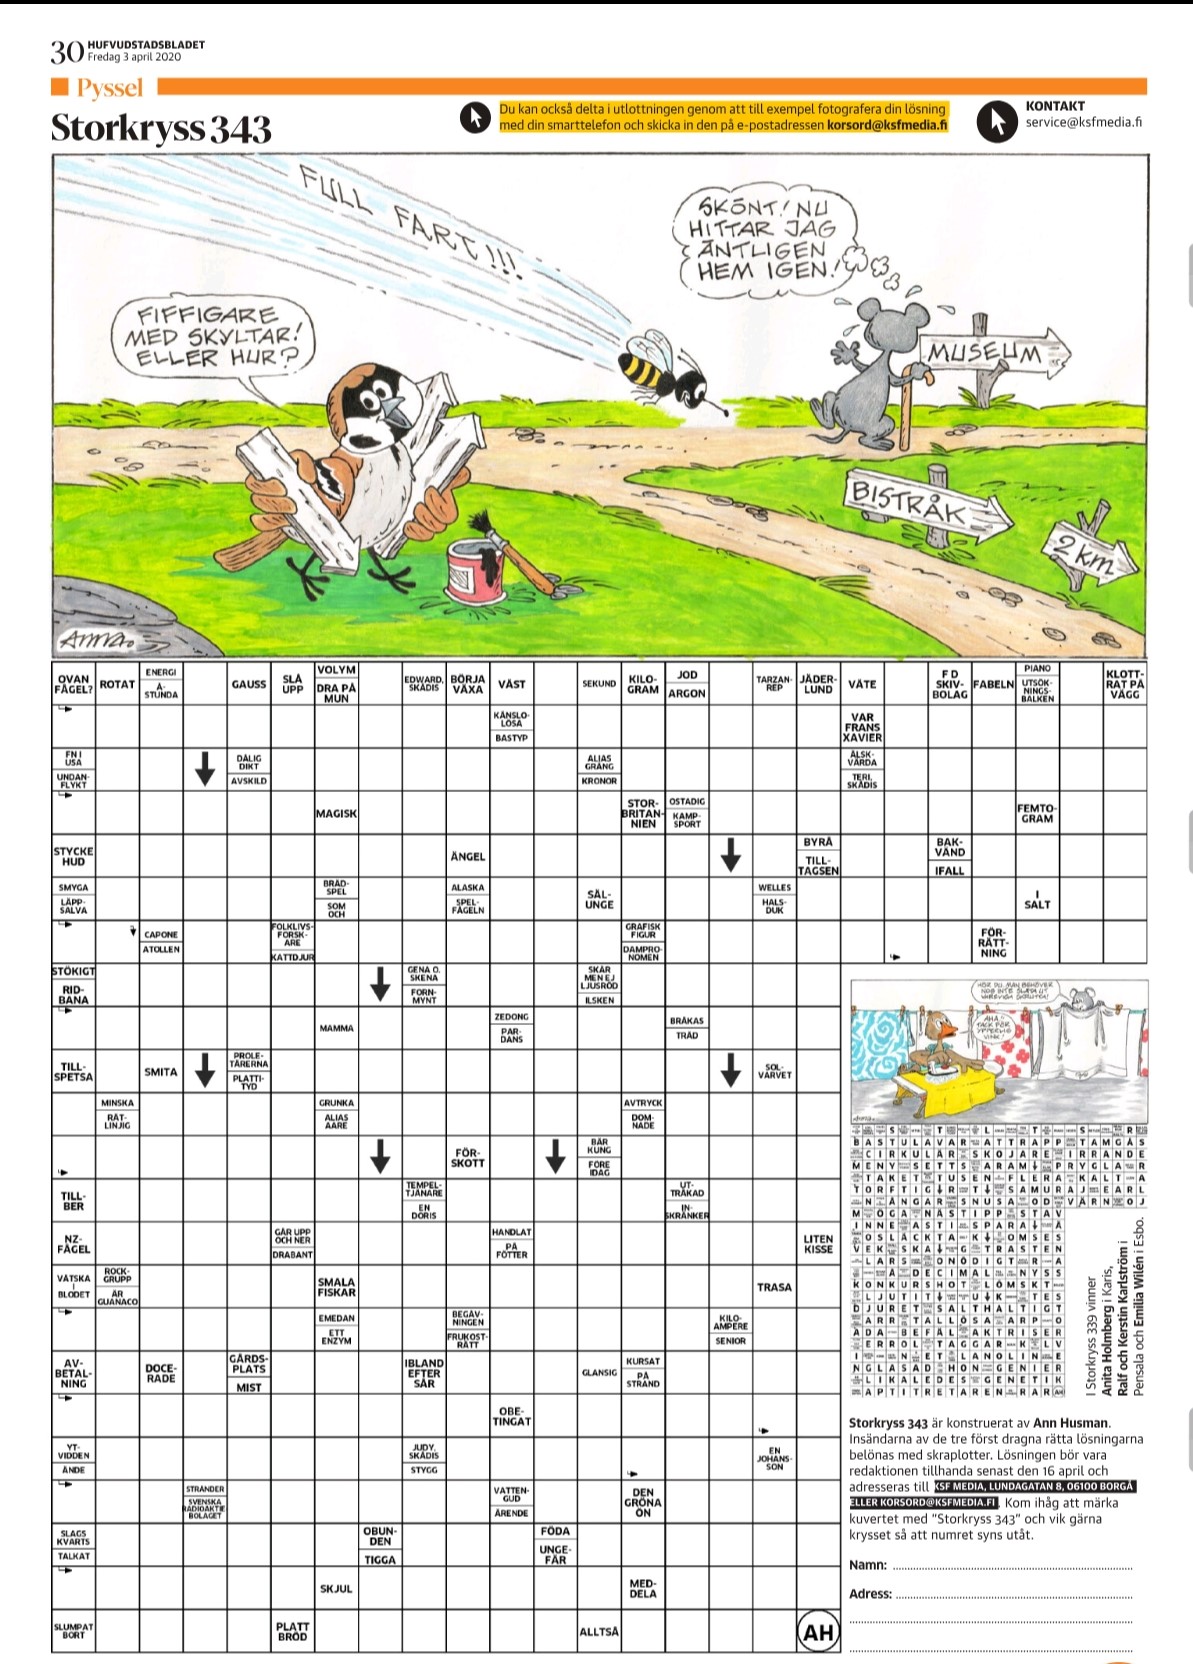 30 HUFVUDSTADSBLADET
Fredag 3 april 2020
Pyssel
Storkryss 343
Du kan också delta i utlottningen genom att till exempel fotografera din lösning
med din smarttelefon och skicka in den på e-postadressen korsord@ksfmedia.fi
KONTAKT
service@ksfmedia.fi
FULL FART!!!
SKÖNT! NU
HITTAR JAG
ÄNTLIGEN
HEM IGEN!
FIFFIGARE
MED SKYLTAR!
ELLER HUR?
MUSEUM
BISTRÅK
2 km
OVAN FÅGEL? ROTAT ENERGI Å-STUNDA GAUSS SLÅ UPP VOLYM DRA PÅ MUN EDWARD, SKÅDIS BÖRJA VÄXA VÄST SEKUND KILO-GRAM JOD ARGON TARZAN-REP JÄDER-LUND VÄTE F D SKIV-BOLAG FABELN PIANO UTSÖK-NINGS-BALKEN KLOTT-RAT PÅ VÄGG
KÄNSLO-LÖSA BASTYP VAR FRANS XAVIER
FN I USA UNDAN-FLYKT DÅLIG DIKT AVSKILD ALIAS GRÅNG KRONOR ÄLSK-VÄRDA TERI, SKÅDIS
MAGISK STOR-BRITAN-NIEN OSTADIG KAMP-SPORT FEMTO-GRAM
STYCKE HUD ÄNGEL BYRÅ TILL-TAGSEN BAK-VÄND IFALL
SMYGA LÄPP-SALVA BRÄD-SPEL SOM OCH ALASKA SPEL-FÅGELN SÄL-UNGE WELLES HALS-DUK I SALT
CAPONE ATOLLEN FOLKLIVS-FORSK-ARE KATTDJUR GRAFISK FIGUR DAMPRO-NOMEN FÖR-RÄTT-NING
STÖKIGT RID-BANA GENA O. SKENA FORN-MYNT SKÄR MEN EJ LJUSRÖD ILSKEN
MAMMA ZEDONG PAR-DANS BRÅKAS TRÅD
TILL-SPETSA SMITA PROLE-TÄRERNA PLATTI-TYD SOL-VARVET
MINSKA RÄT-LINJIG GRUNKA ALIAS AARE AVTRYCK DOM-NADE
FÖR-SKOTT BÄR KUNG FÖRE IDAG
TILL-BER TEMPEL-TJÄNARE EN DORIS UT-TRÅKAD IN-SKRÄNKER
NZ-FÅGEL GÅR UPP OCH NER DRABANT HANDLAT PÅ FÖTTER LITEN KISSE
VÄTSKA I BLODET ROCK-GRUPP ÄR GUANACO SMALA FISKAR TRASA
EMEDAN ETT ENZYM BEGÅV-NINGEN FRUKOST-RÄTT KILO-AMPERE SENIOR
AV-BETAL-NING DOCE-RADE GÅRDS-PLATS MIST IBLAND EFTER SÅR GLANSIG KURSAT PÅ STRAND
OBE-TINGAT
YT-VIDDEN ÄNDE JUDY, SKÅDIS STYGG EN JOHANS-SON
STRÄNDER SVENSKA RADIOAKTIE BOLAGET VATTEN-GUD ÄRENDE DEN GRÖNA ÖN
SLAGS KVARTS TALKAT OBUN-DEN TIGGA FÖDA UNGE-FÄR
SKJUL MED-DELA
SLUMPAT BORT PLATT BRÖD ALLTSÅ AH
I Storkryss 339 vinner
Anita Holmberg i Karis,
Ralf och Kerstin Karlström i
Pensala och Emilia Wilén i Esbo.
Storkryss 343 är konstruerat av Ann Husman.
Insändarna av de tre först dragna rätta lösningarna
belönas med skraplotter. Lösningen bör vara
redaktionen tillhanda senast den 16 april och
adresseras till KSF MEDIA, LUNDAGATAN 8, 06100 BORGÅ
ELLER KORSORD@KSFMEDIA.FI. Kom ihåg att märka
kuvertet med "Storkryss 343" och vik gärna
krysset så att numret syns utåt.
Namn:
Adress: